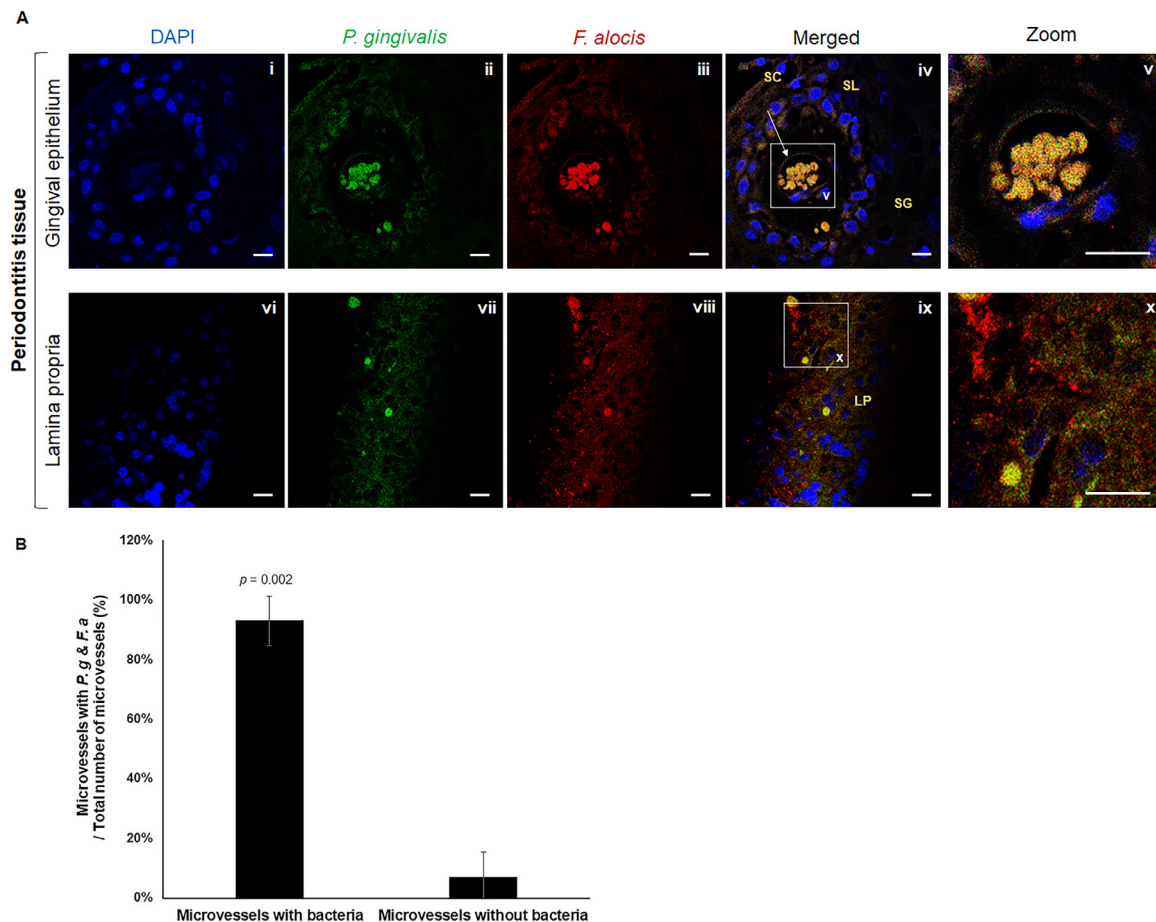 A
DAPI
P. gingivalis
F. alocis
Merged
Zoom
Periodontitis tissue
Gingival epithelium
i
ii
iii
iv
SC
SL
SG
v
v
Lamina propria
vi
vii
viii
ix
x
LP
x
B
Microvessels with P. g & F. a
/ Total number of microvessels (%)
120%
100%
80%
60%
40%
20%
0%
p = 0.002
Microvessels with bacteria
Microvessels without bacteria